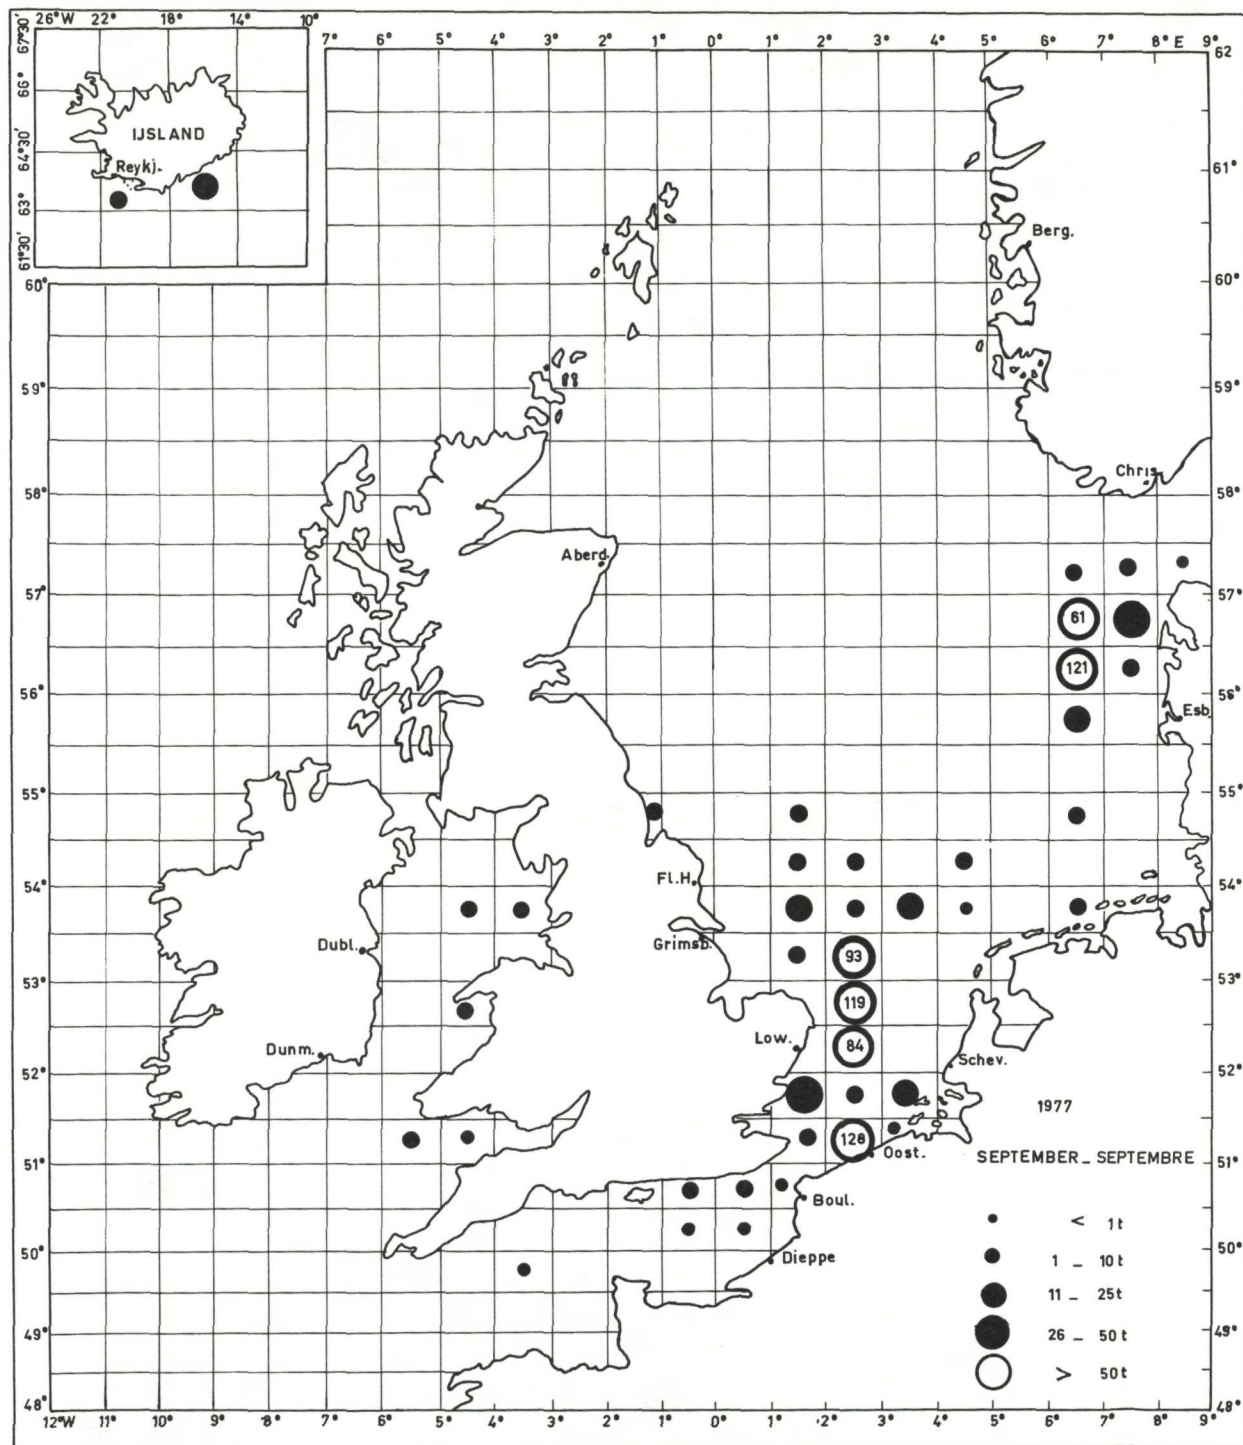 26°W 22° 18° 14° 10°
67°30'
66°
64°30'
63°
61°30'
IJSLAND
Reykj.
7° 6° 5° 4° 3° 2° 1° 0° 1° 2° 3° 4° 5° 6° 7° 8° E 9°
62
61°
Berg.
60° 60°
59° 59°
Chris
58° 58°
Aberd.
57° 57°
61
121
56° 56°
Esb
55° 55°
54° 54°
Fl.H.
Dubl.
Grimsb.
93
53° 53°
119
Low.
84
Dunm.
Schev.
52° 52°
1977
128
Oost.
51° 51°
SEPTEMBER _ SEPTEMBRE
Boul.
< 1t
50° 50°
Dieppe
1 _ 10t
11 _ 25t
49° 49°
26 _ 50t
> 50t
48° 48°
12°W 11° 10° 9° 8° 7° 6° 5° 4° 3° 2° 1° 0° 1° 2° 3° 4° 5° 6° 7° 8° 9°